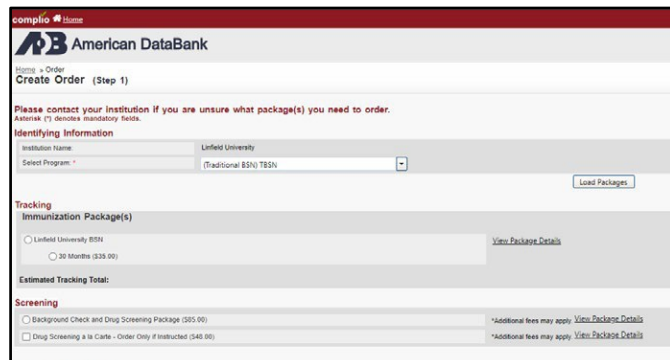 complio Home
ADB American DataBank
Home » Order
Create Order (Step 1)
Please contact your institution if you are unsure what package(s) you need to order.
Asterisk (*) denotes mandatory fields.
Identifying Information
Institution Name: Linfield University
Select Program: * (Traditional BSN) TBSN
Load Packages
Tracking
Immunization Package(s)
Linfield University BSN View Package Details
30 Months ($35.00)
Estimated Tracking Total:
Screening
Background Check and Drug Screening Package ($85.00) *Additional fees may apply View Package Details
Drug Screening a la Carte - Order Only if Instructed ($40.00) *Additional fees may apply View Package Details